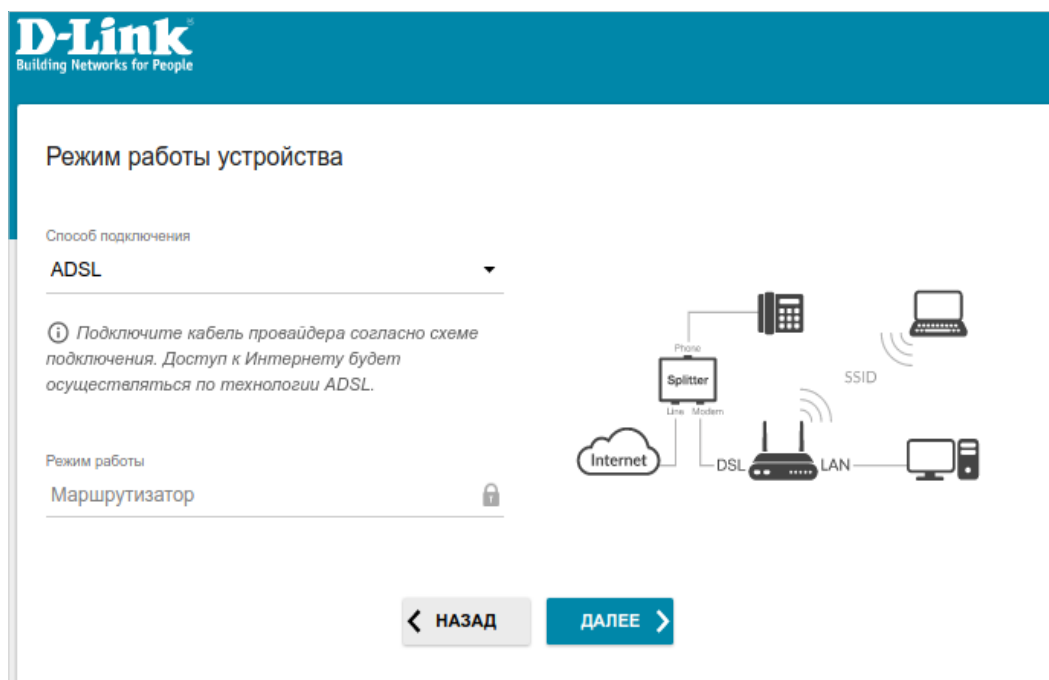 D-Link®
Building Networks for People
Режим работы устройства
Способ подключения
ADSL
Подключите кабель провайдера согласно схеме
подключения. Доступ к Интернету будет
осуществляться по технологии ADSL.
Режим работы
Маршрутизатор
Phone
Splitter
Line Modem
SSID
Internet
DSL
LAN
НАЗАД
ДАЛЕЕ